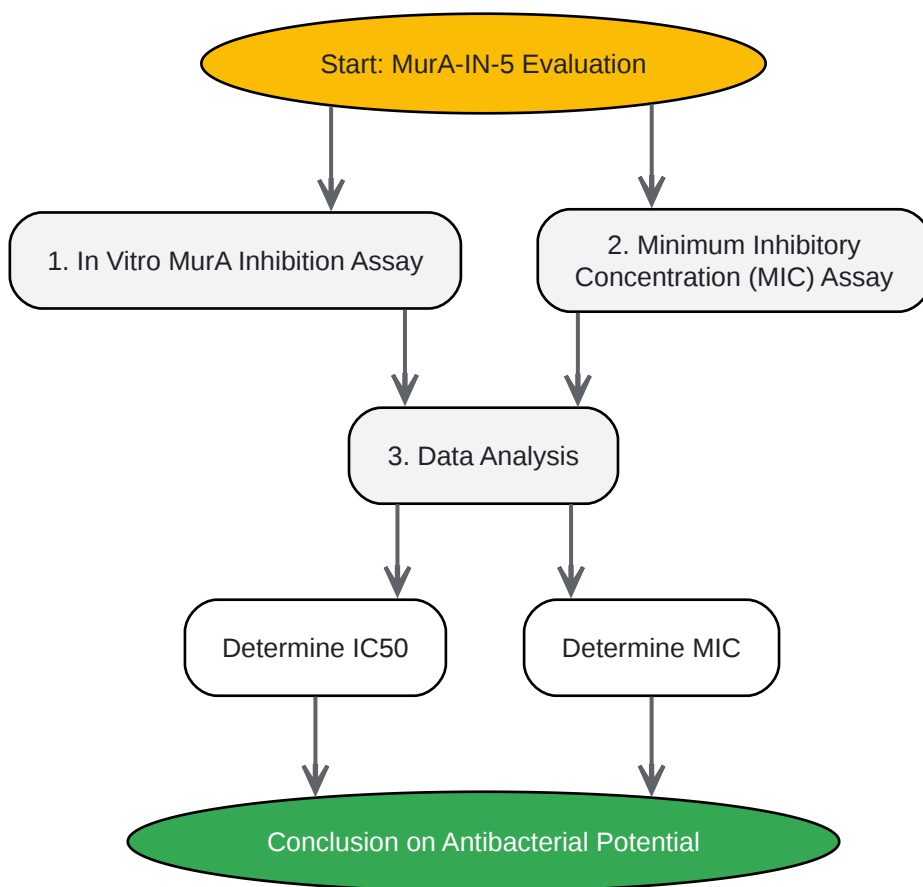 Start: MurA-IN-5 Evaluation
1. In Vitro MurA Inhibition Assay
2. Minimum Inhibitory
Concentration (MIC) Assay
3. Data Analysis
Determine IC50
Determine MIC
Conclusion on Antibacterial Potential